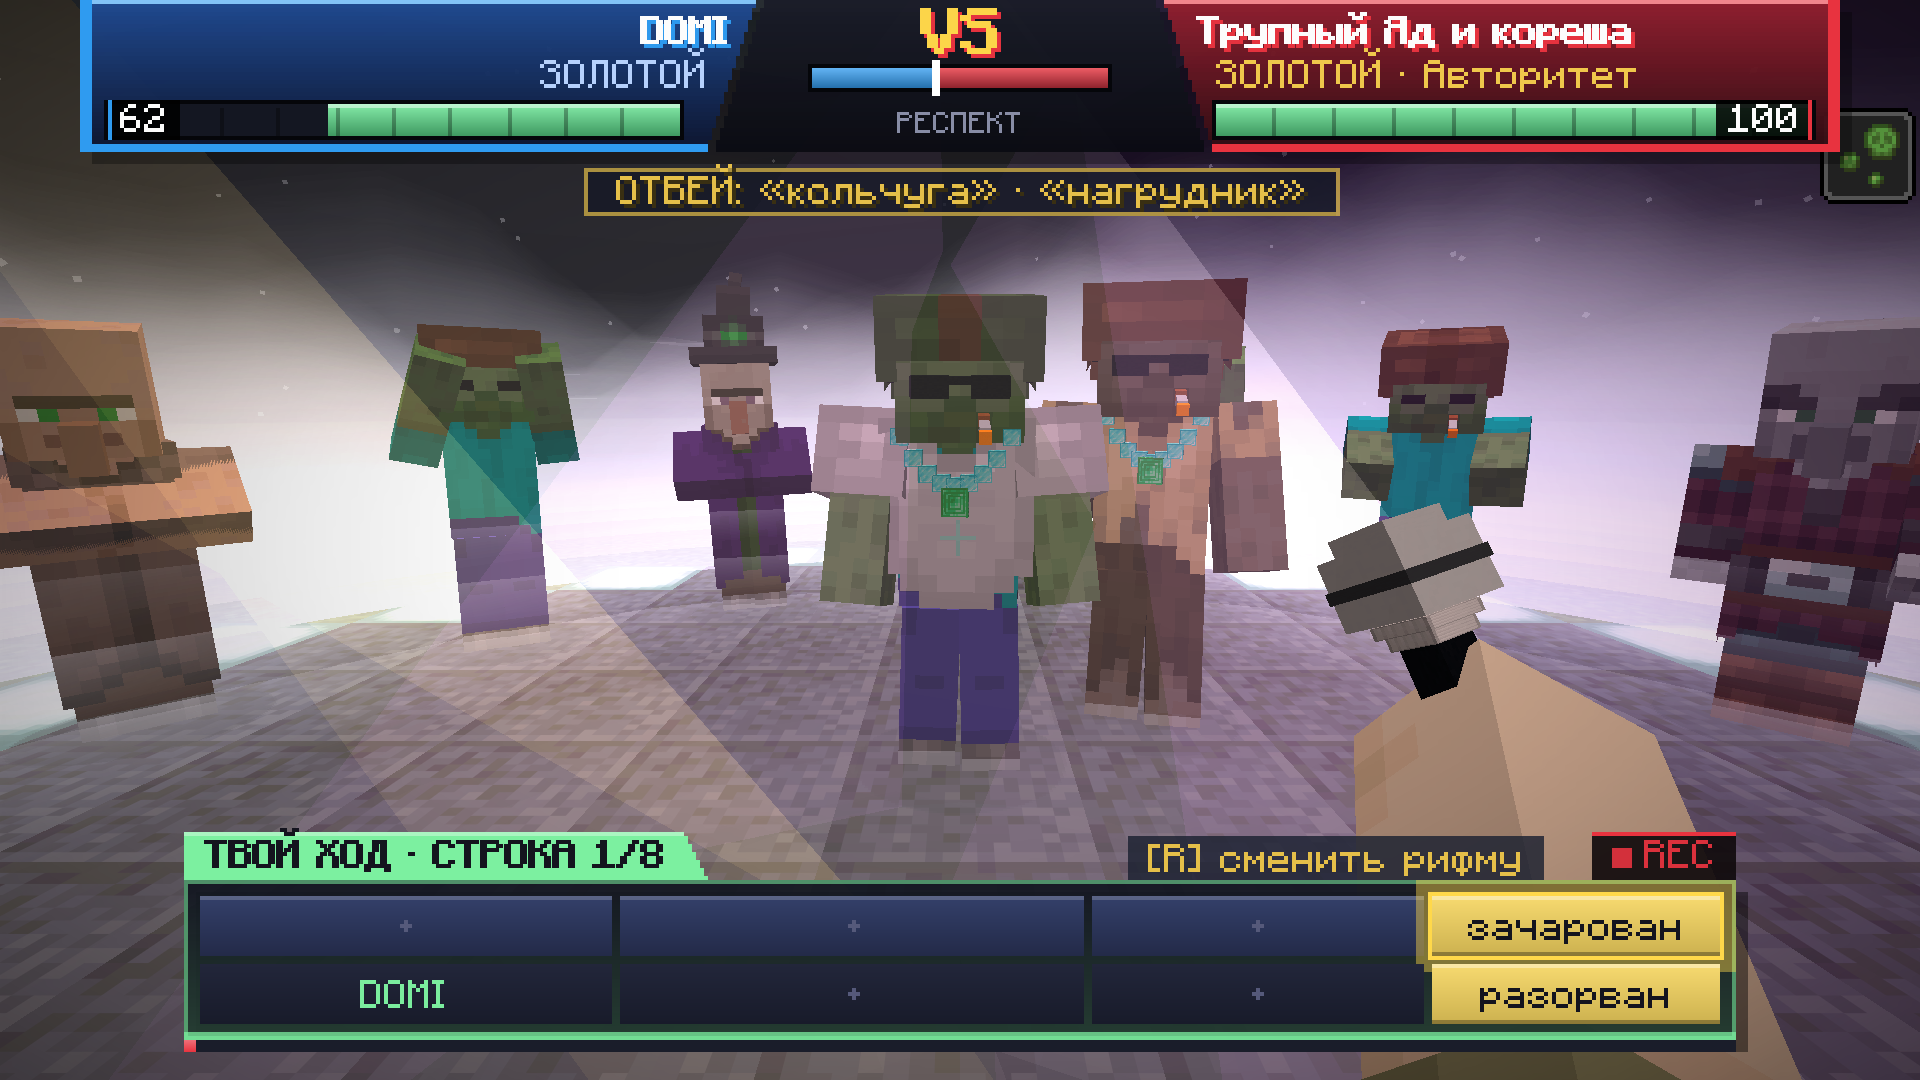 DOMI
ЗОЛОТОЙ
62
VS
РЕСПЕКТ
Трупный Яд и кореша
ЗОЛОТОЙ · Авторитет
100
ОТБЕЙ: «кольчуга» · «нагрудник»
ТВОЙ ХОД · СТРОКА 1/8
[R] сменить рифму
REC
зачарован
DOMI
разорван